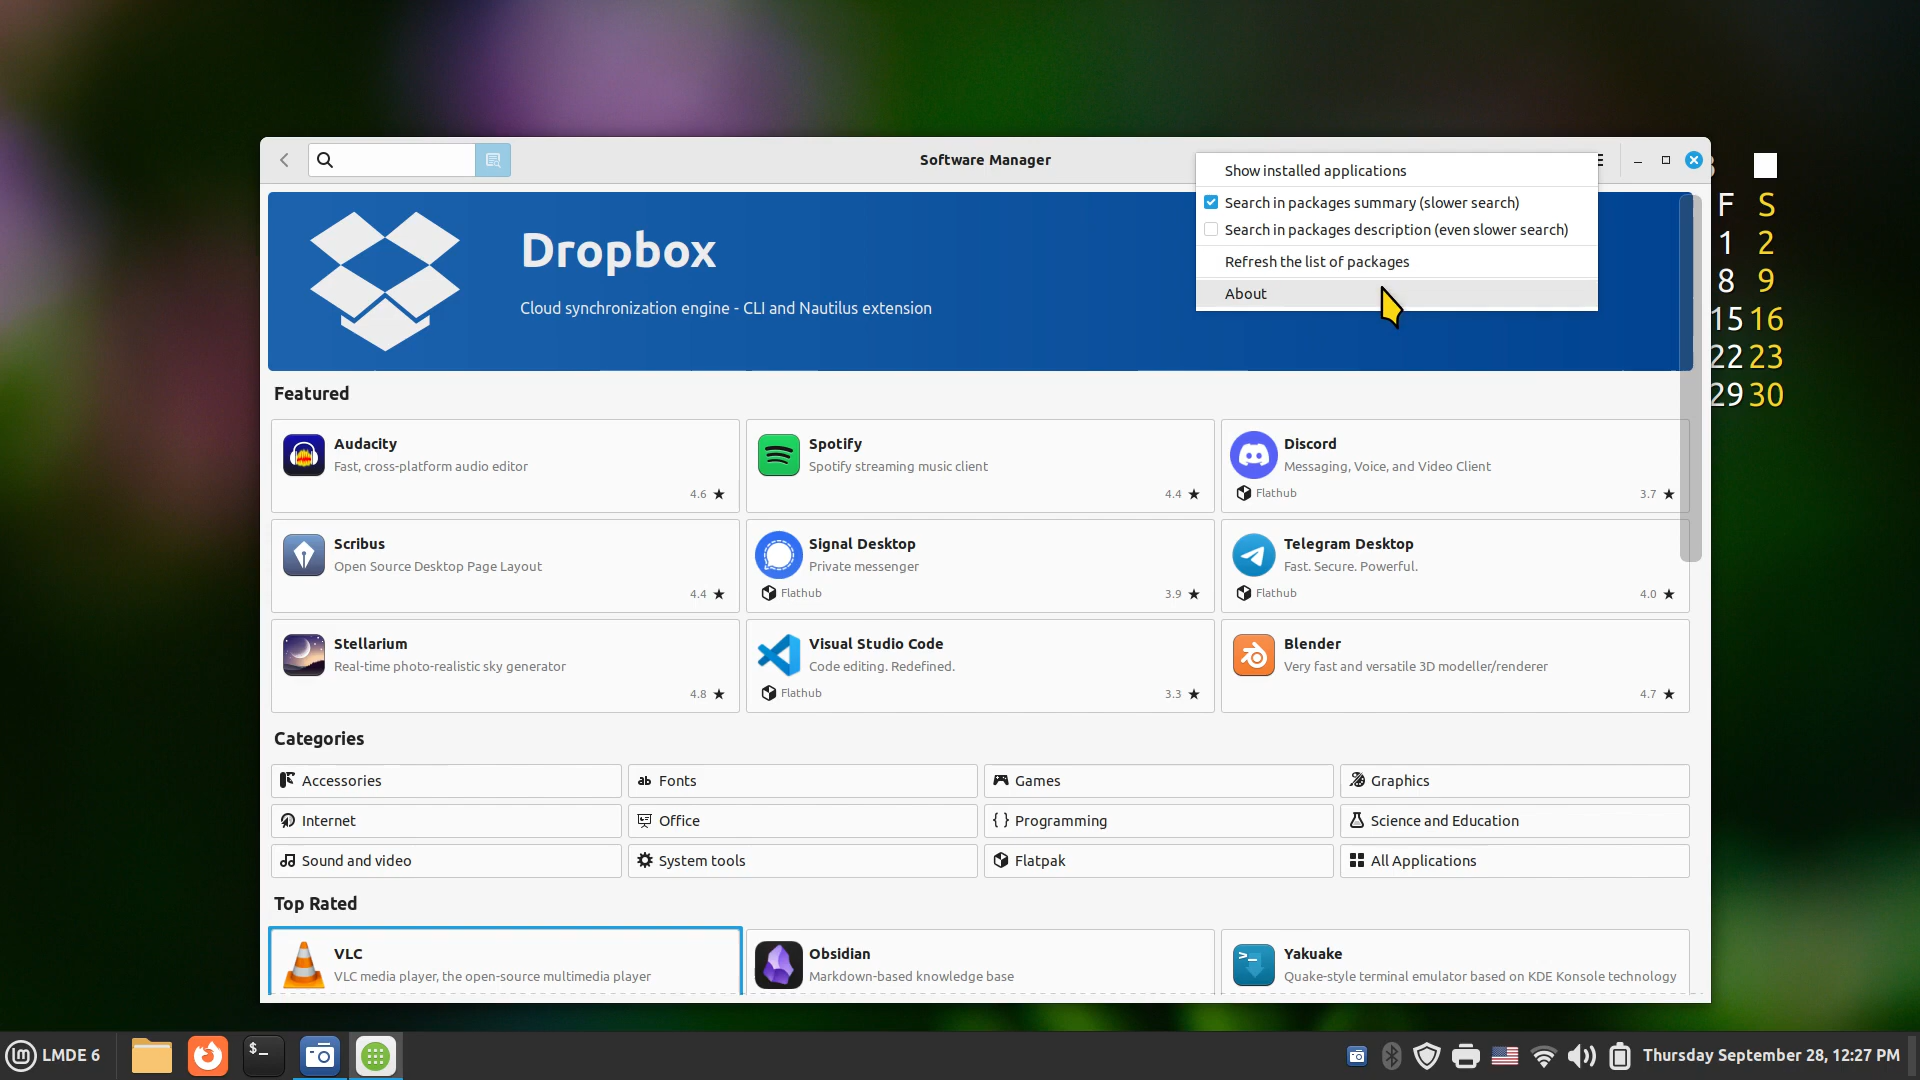 Software Manager
Show installed applications
Search in packages summary (slower search)
Search in packages description (even slower search)
Refresh the list of packages
About
Dropbox
Cloud synchronization engine - CLI and Nautilus extension
F S
1 2
8 9
15 16
22 23
29 30
Featured
Audacity
Fast, cross-platform audio editor
4.6 ★
Spotify
Spotify streaming music client
4.4 ★
Discord
Messaging, Voice, and Video Client
Flathub
3.7 ★
Scribus
Open Source Desktop Page Layout
4.4 ★
Signal Desktop
Private messenger
Flathub
3.9 ★
Telegram Desktop
Fast. Secure. Powerful.
Flathub
4.0 ★
Stellarium
Real-time photo-realistic sky generator
4.8 ★
Visual Studio Code
Code editing. Redefined.
Flathub
3.3 ★
Blender
Very fast and versatile 3D modeller/renderer
4.7 ★
Categories
Accessories
ab Fonts
Games
Graphics
Internet
Office
{ } Programming
Science and Education
Sound and video
System tools
Flatpak
All Applications
Top Rated
VLC
VLC media player, the open-source multimedia player
Obsidian
Markdown-based knowledge base
>_
Yakuake
Quake-style terminal emulator based on KDE Konsole technology
LMDE 6
$_
Thursday September 28, 12:27 PM